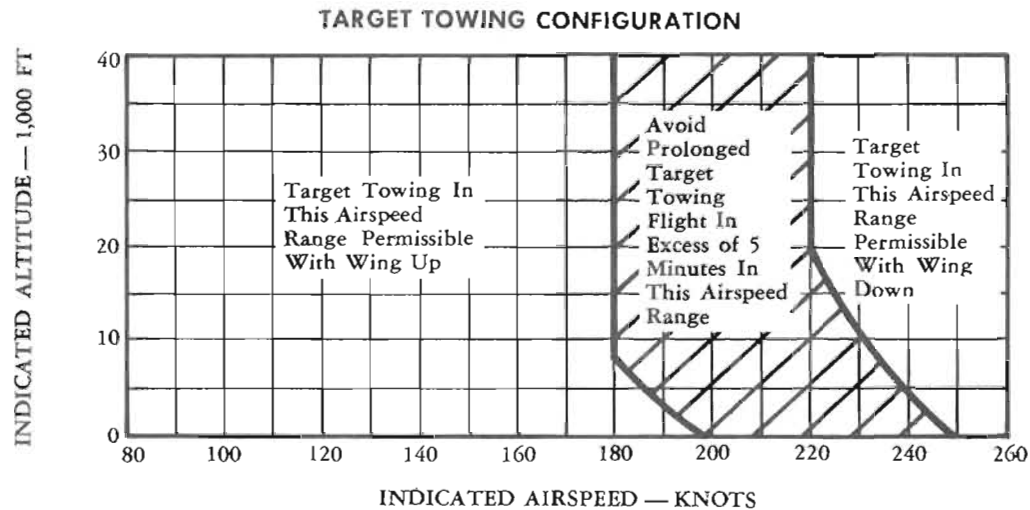 TARGET TOWING CONFIGURATION
INDICATED ALTITUDE — 1,000 FT
40
30
20
10
0
Target Towing In
This Airspeed
Range Permissible
With Wing Up
Avoid
Prolonged
Target
Towing
Flight In
Excess of 5
Minutes In
This Airspeed
Range
Target
Towing In
This Airspeed
Range
Permissible
With Wing
Down
80 100 120 140 160 180 200 220 240 260
INDICATED AIRSPEED — KNOTS